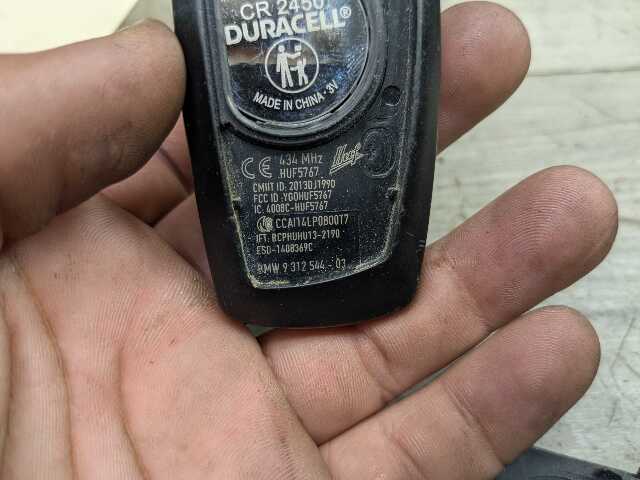 CR 2450
DURACELL®
MADE IN CHINA · 3V
CE 434 MHz Huf
HUF5767
CMIIT ID: 2013DJ1990
FCC ID :YGOHUF5767
IC: 4008C-HUF5767
CCAI14LP0800T7
IFT: RCPHUHU13-2190
ESD-1408369C
BMW 9 312 544 - 03